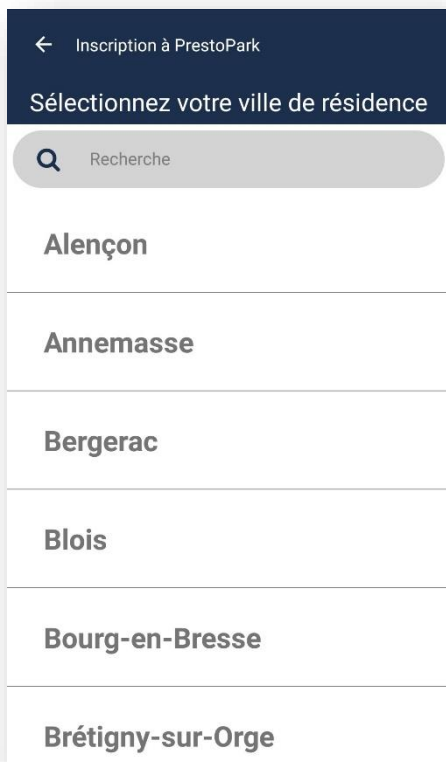 Inscription à PrestoPark
Sélectionnez votre ville de résidence
Recherche
Alençon
Annemasse
Bergerac
Blois
Bourg-en-Bresse
Brétigny-sur-Orge